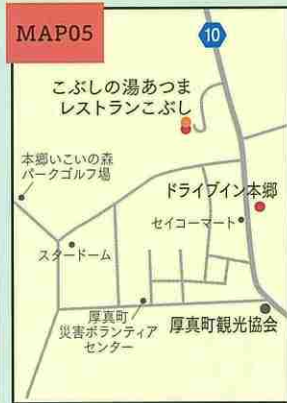 MAP05
10
こぶしの湯あつま
レストランこぶし
本郷いこいの森
パークゴルフ場
ドライブイン本郷
セイコーマート
スタードーム
厚真町
災害ボランティア
センター
厚真町観光協会